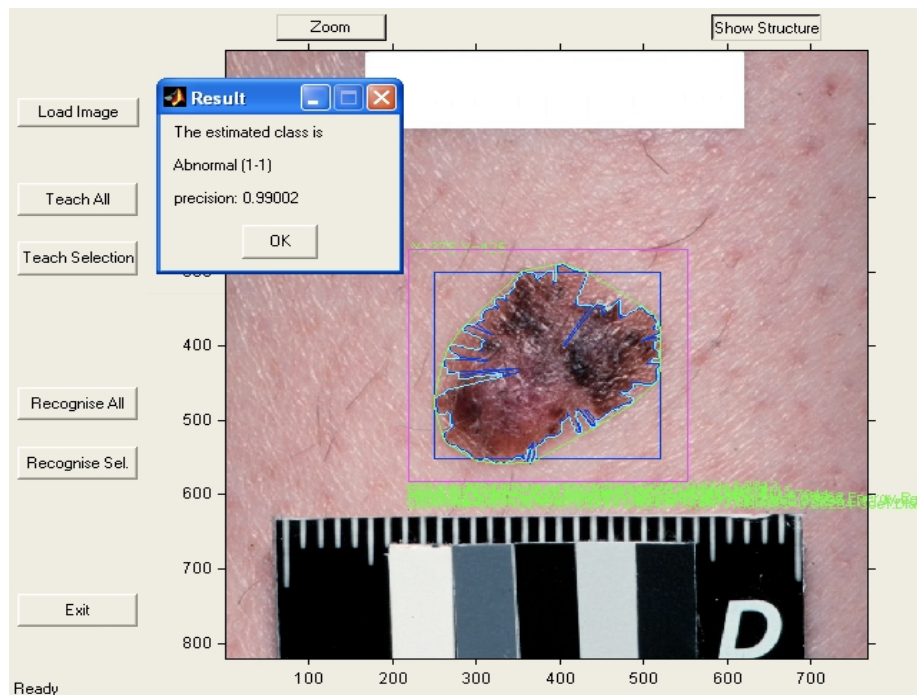 Zoom
Show Structure
Load Image
Result
The estimated class is
Abnormal (1-1)
precision: 0.99002
OK
Teach All
Teach Selection
400
Recognise All
500
Recognise Sel.
600
700
D
Exit
800
100 200 300 400 500 600 700
Ready